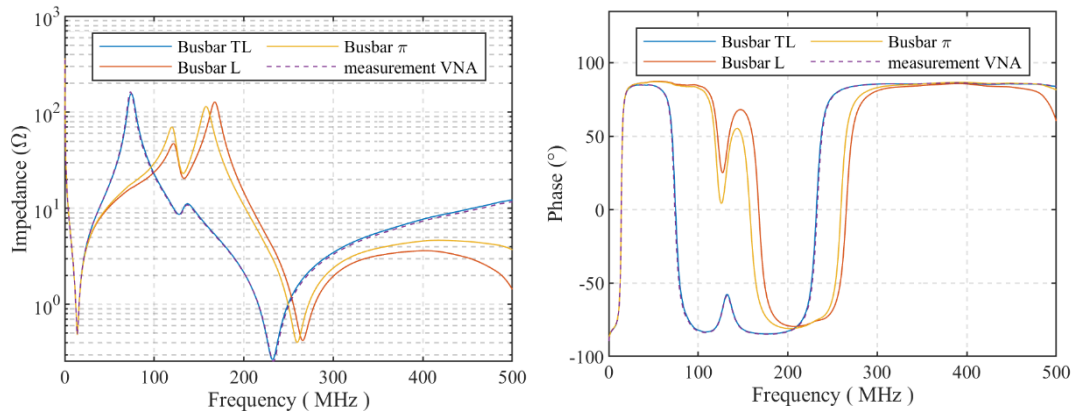 10³
Busbar TL
Busbar π
Busbar L
measurement VNA
10²
10¹
10⁰
Impedance (Ω)
0
100
200
300
400
500
Frequency ( MHz)
100
Busbar TL
Busbar π
Busbar L
measurement VNA
50
0
-50
-100
Phase (°)
0
100
200
300
400
500
Frequency ( MHz)